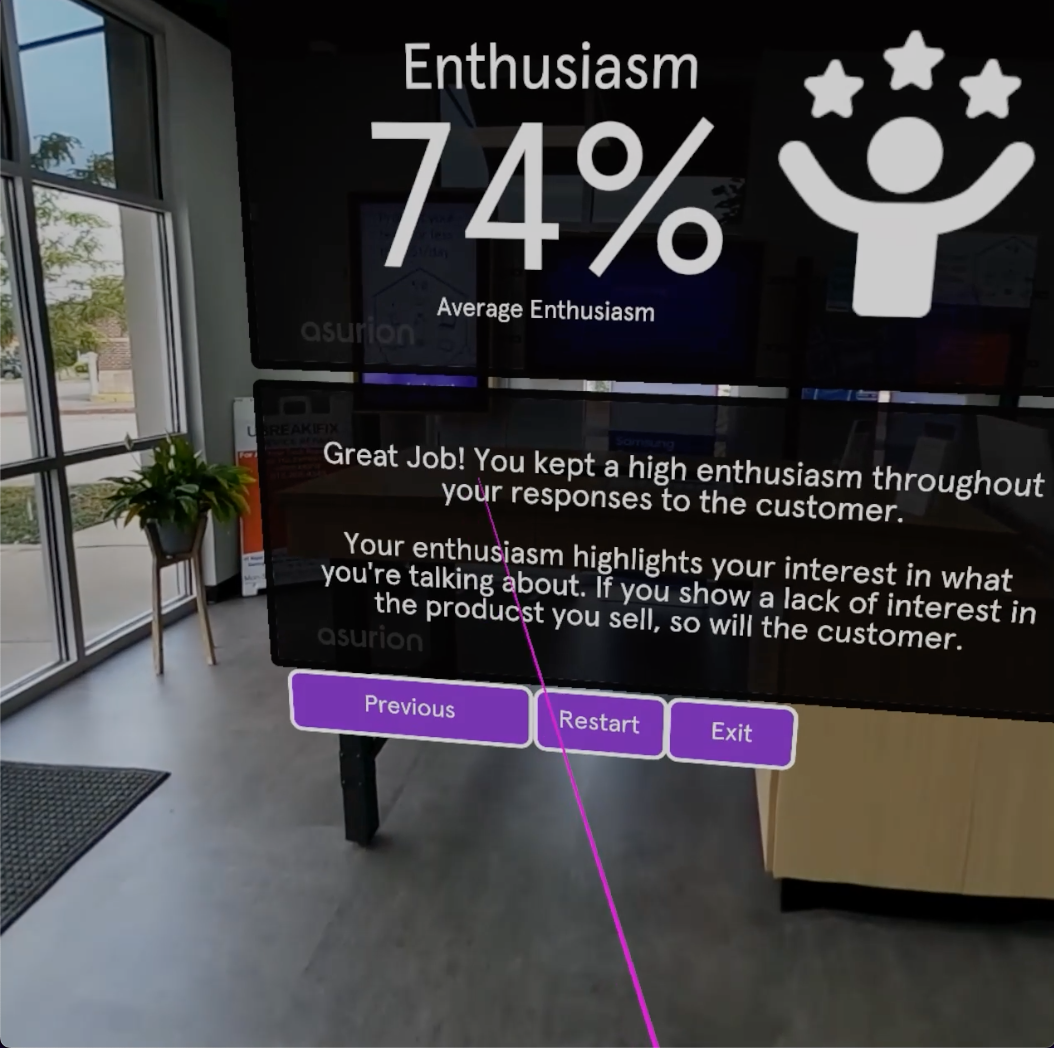 Enthusiasm
74%
Average Enthusiasm
asurion
UBREAKIFIX
samsung
Great Job! You kept a high enthusiasm throughout
your responses to the customer.
Your enthusiasm highlights your interest in what
you're talking about. If you show a lack of interest in
the producst you sell, so will the customer.
asurion
Previous
Restart
Exit